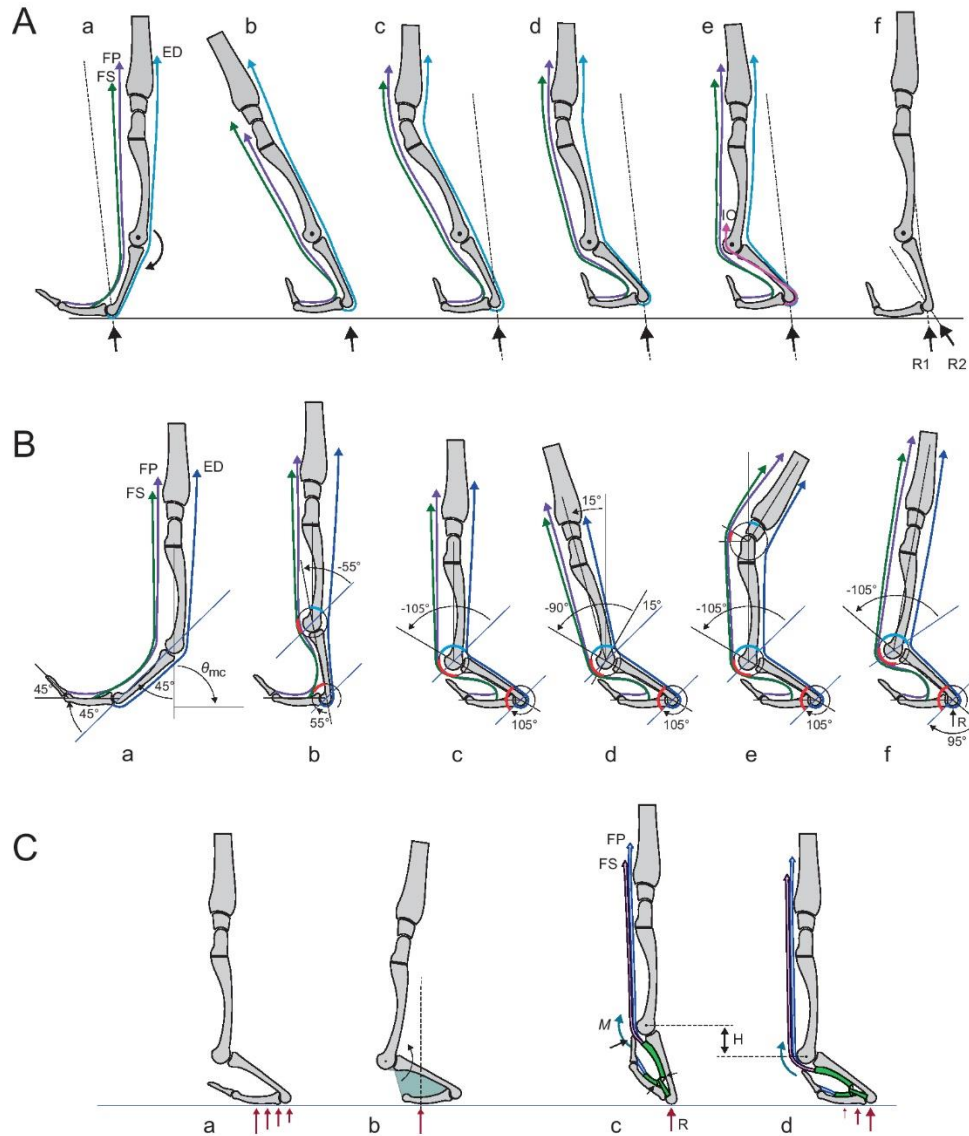 A
a b c d e f
FP ED
FS
IO
R1 R2
B
FP ED
FS
15°
-55°
-105° -90° 15° -105° -105°
θmc
45° 45°
45°
55° 105° 105° 105° R
95°
a b c d e f
C
FP
FS
M H
R
a b c d